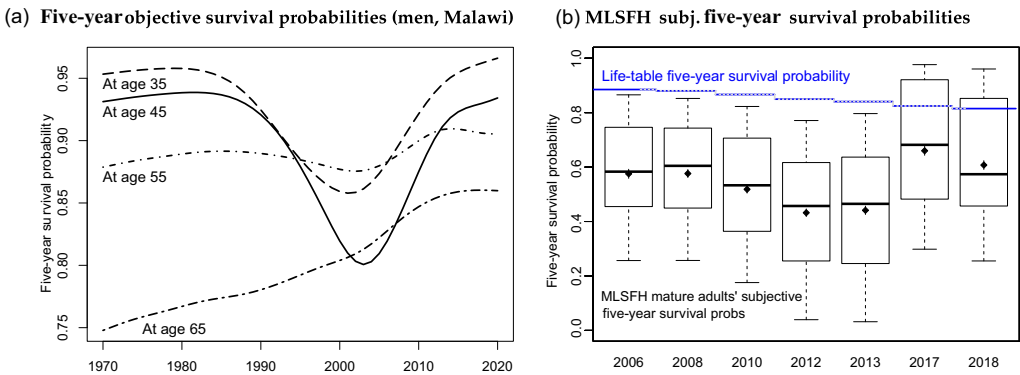 (a) Five-year objective survival probabilities (men, Malawi)
Five-year survival probability
0.95
0.90
0.85
0.80
0.75
At age 35
At age 45
At age 55
At age 65
1970
1980
1990
2000
2010
2020
(b) MLSFH subj. five-year survival probabilities
Five-year survival probability
1.0
0.8
0.6
0.4
0.2
0.0
Life-table five-year survival probability
MLSFH mature adults' subjective
five-year survival probs
2006
2008
2010
2012
2013
2017
2018